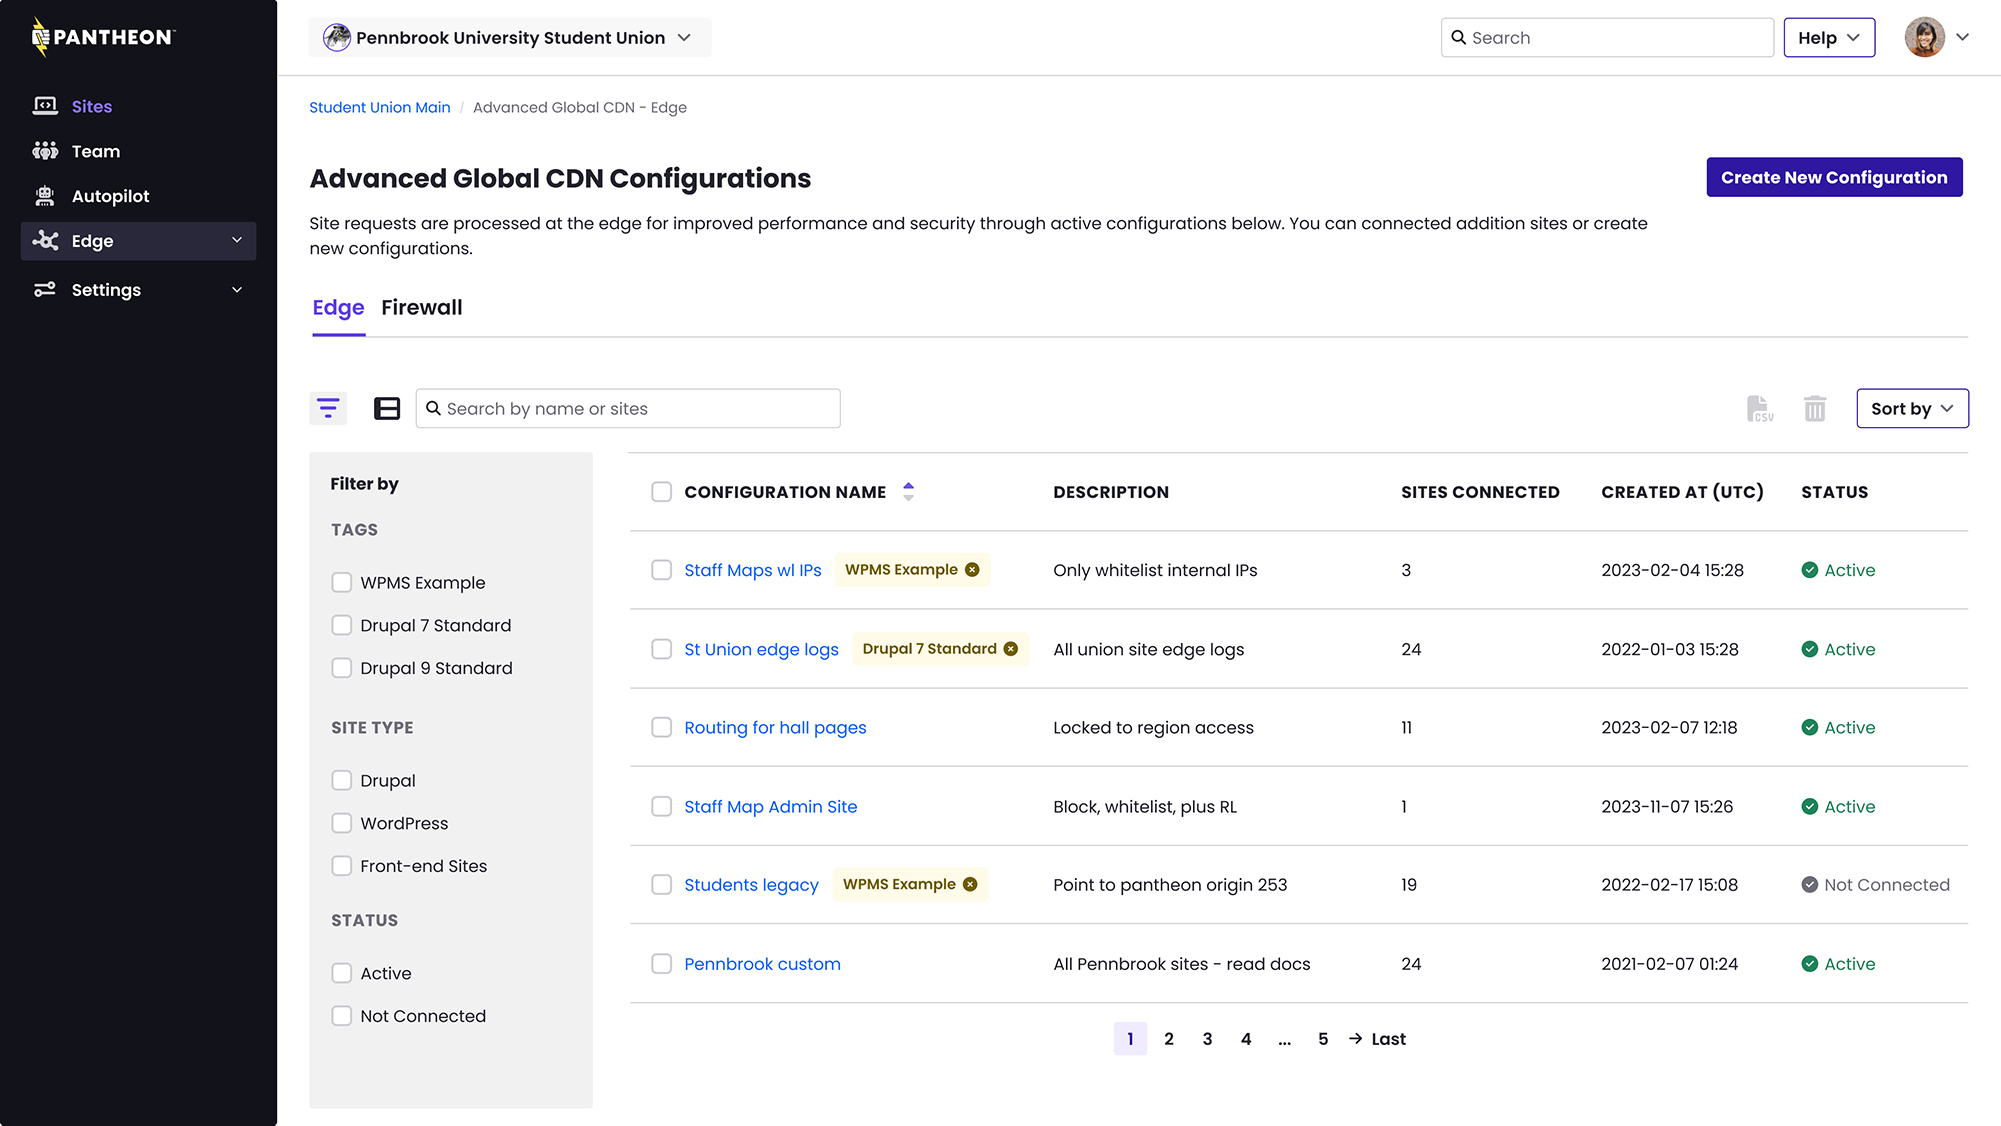 PANTHEON
Pennbrook University Student Union
Search
Help
Sites
Team
Autopilot
Edge
Settings
Student Union Main / Advanced Global CDN - Edge
Advanced Global CDN Configurations
Create New Configuration
Site requests are processed at the edge for improved performance and security through active configurations below. You can connected addition sites or create
new configurations.
Edge Firewall
Search by name or sites
CSV
Sort by
Filter by
TAGS
WPMS Example
Drupal 7 Standard
Drupal 9 Standard
SITE TYPE
Drupal
WordPress
Front-end Sites
STATUS
Active
Not Connected
CONFIGURATION NAME DESCRIPTION SITES CONNECTED CREATED AT (UTC) STATUS
Staff Maps wl IPs WPMS Example Only whitelist internal IPs 3 2023-02-04 15:28 Active
St Union edge logs Drupal 7 Standard All union site edge logs 24 2022-01-03 15:28 Active
Routing for hall pages Locked to region access 11 2023-02-07 12:18 Active
Staff Map Admin Site Block, whitelist, plus RL 1 2023-11-07 15:26 Active
Students legacy WPMS Example Point to pantheon origin 253 19 2022-02-17 15:08 Not Connected
Pennbrook custom All Pennbrook sites - read docs 24 2021-02-07 01:24 Active
1 2 3 4 ... 5 → Last